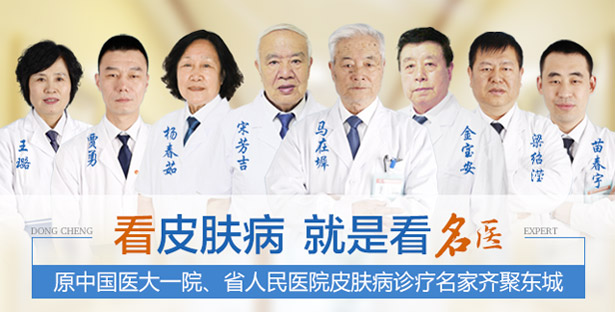 王璐
贾勇
杨春茹
宋芳吉
马在墀
金宝安
梁绍滢
苗春宇
DONG CHENG
看皮肤病 就是看名医
EXPERT
原中国医大一院、省人民医院皮肤病诊疗名家齐聚东城